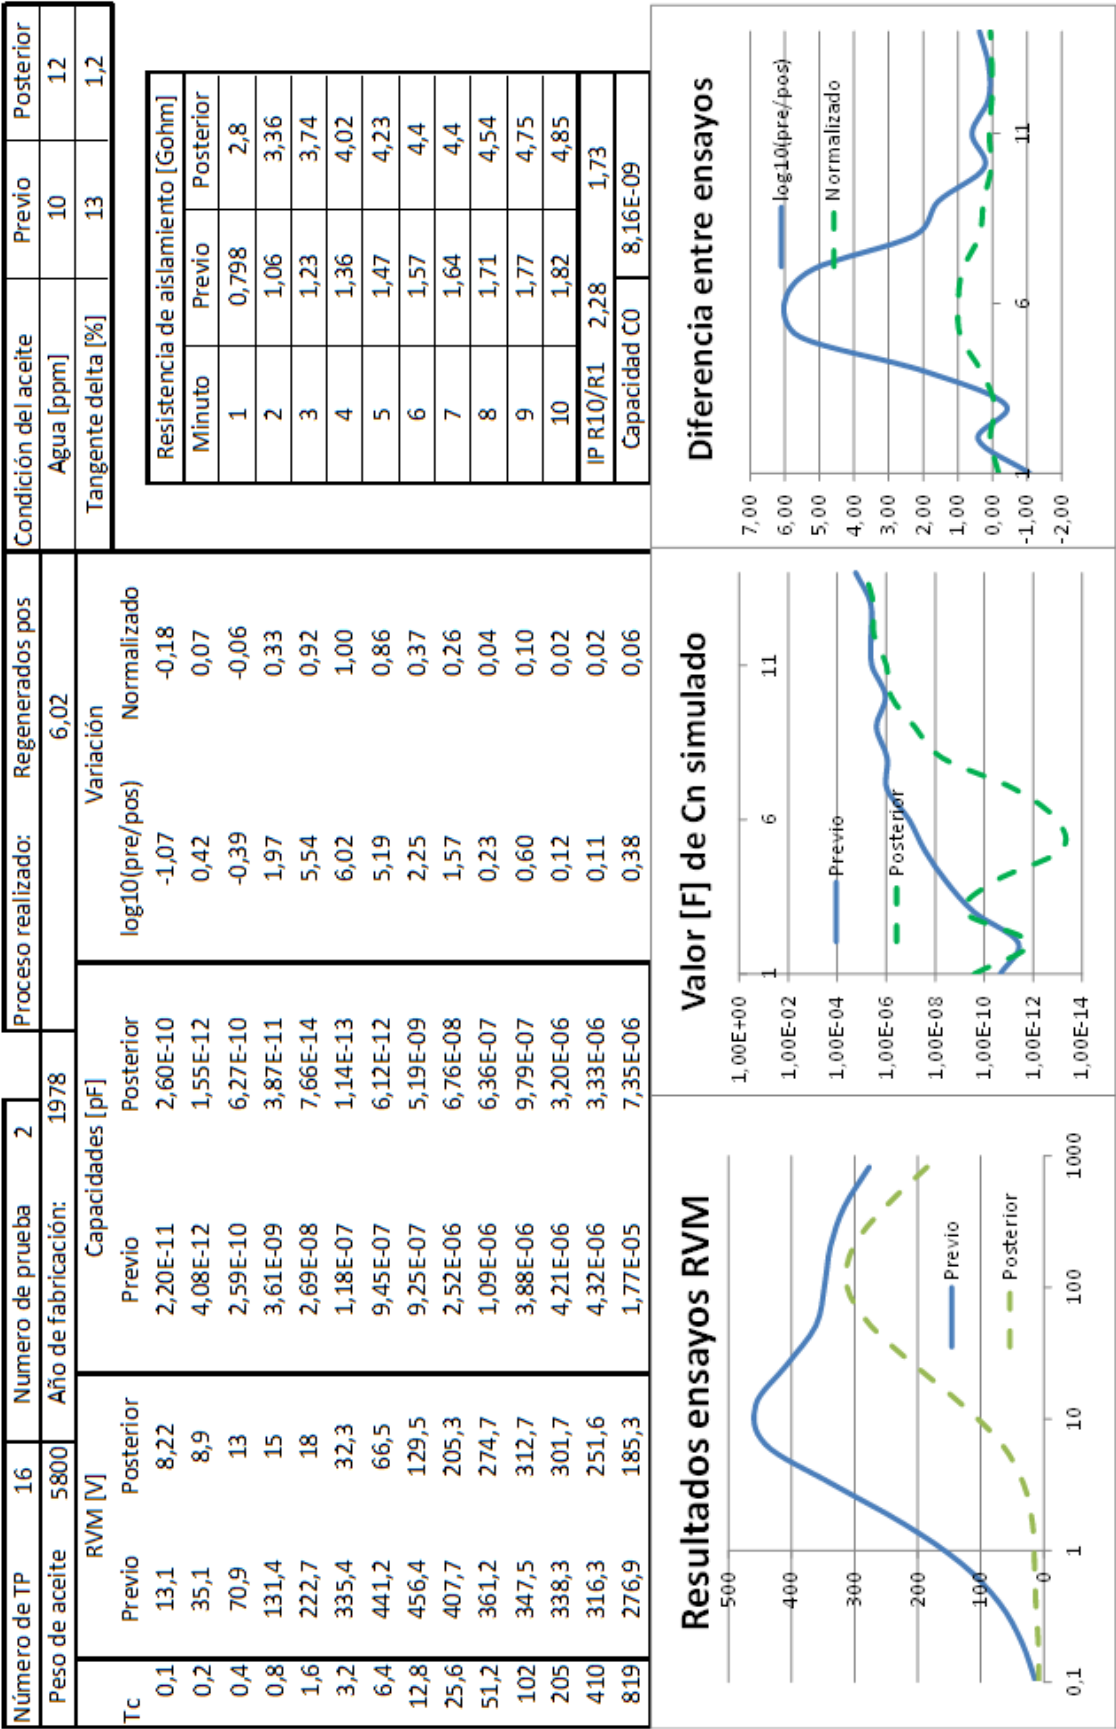 Número de TP 16 Numero de prueba 2 Proceso realizado: Regenerados pos Condición del aceite Previo Posterior
Peso de aceite 5800 Año de fabricación: 1978 6,02 Agua [ppm] 10 12
RVM [V] Capacidades [pF] Variación Tangente delta [%] 13 1,2
Tc Previo Posterior Previo Posterior log10(pre/pos) Normalizado
0,1 13,1 8,22 2,20E-11 2,60E-10 -1,07 -0,18
0,2 35,1 8,9 4,08E-12 1,55E-12 0,42 0,07
0,4 70,9 13 2,59E-10 6,27E-10 -0,39 -0,06
0,8 131,4 15 3,61E-09 3,87E-11 1,97 0,33
1,6 222,7 18 2,69E-08 7,66E-14 5,54 0,92
3,2 335,4 32,3 1,18E-07 1,14E-13 6,02 1,00
6,4 441,2 66,5 9,45E-07 6,12E-12 5,19 0,86
12,8 456,4 129,5 9,25E-07 5,19E-09 2,25 0,37
25,6 407,7 205,3 2,52E-06 6,76E-08 1,57 0,26
51,2 361,2 274,7 1,09E-06 6,36E-07 0,23 0,04
102 347,5 312,7 3,88E-06 9,79E-07 0,60 0,10
205 338,3 301,7 4,21E-06 3,20E-06 0,12 0,02
410 316,3 251,6 4,32E-06 3,33E-06 0,11 0,02
819 276,9 185,3 1,77E-05 7,35E-06 0,38 0,06
Resistencia de aislamiento [Gohm]
Minuto Previo Posterior
1 0,798 2,8
2 1,06 3,36
3 1,23 3,74
4 1,36 4,02
5 1,47 4,23
6 1,57 4,4
7 1,64 4,4
8 1,71 4,54
9 1,77 4,75
10 1,82 4,85
IP R10/R1 2,28 1,73
Capacidad C0 8,16E-09
Resultados ensayos RVM
500
400
300
200
100
0
0,1 1 10 100 1000
Previo
Posterior
Valor [F] de Cn simulado
1 6 11
1,00E+00
1,00E-02
1,00E-04
1,00E-06
1,00E-08
1,00E-10
1,00E-12
1,00E-14
Previo
Posterior
Diferencia entre ensayos
7,00
6,00
5,00
4,00
3,00
2,00
1,00
0,00
-1,00
-2,00
1 6 11
log10(pre/pos)
Normalizado